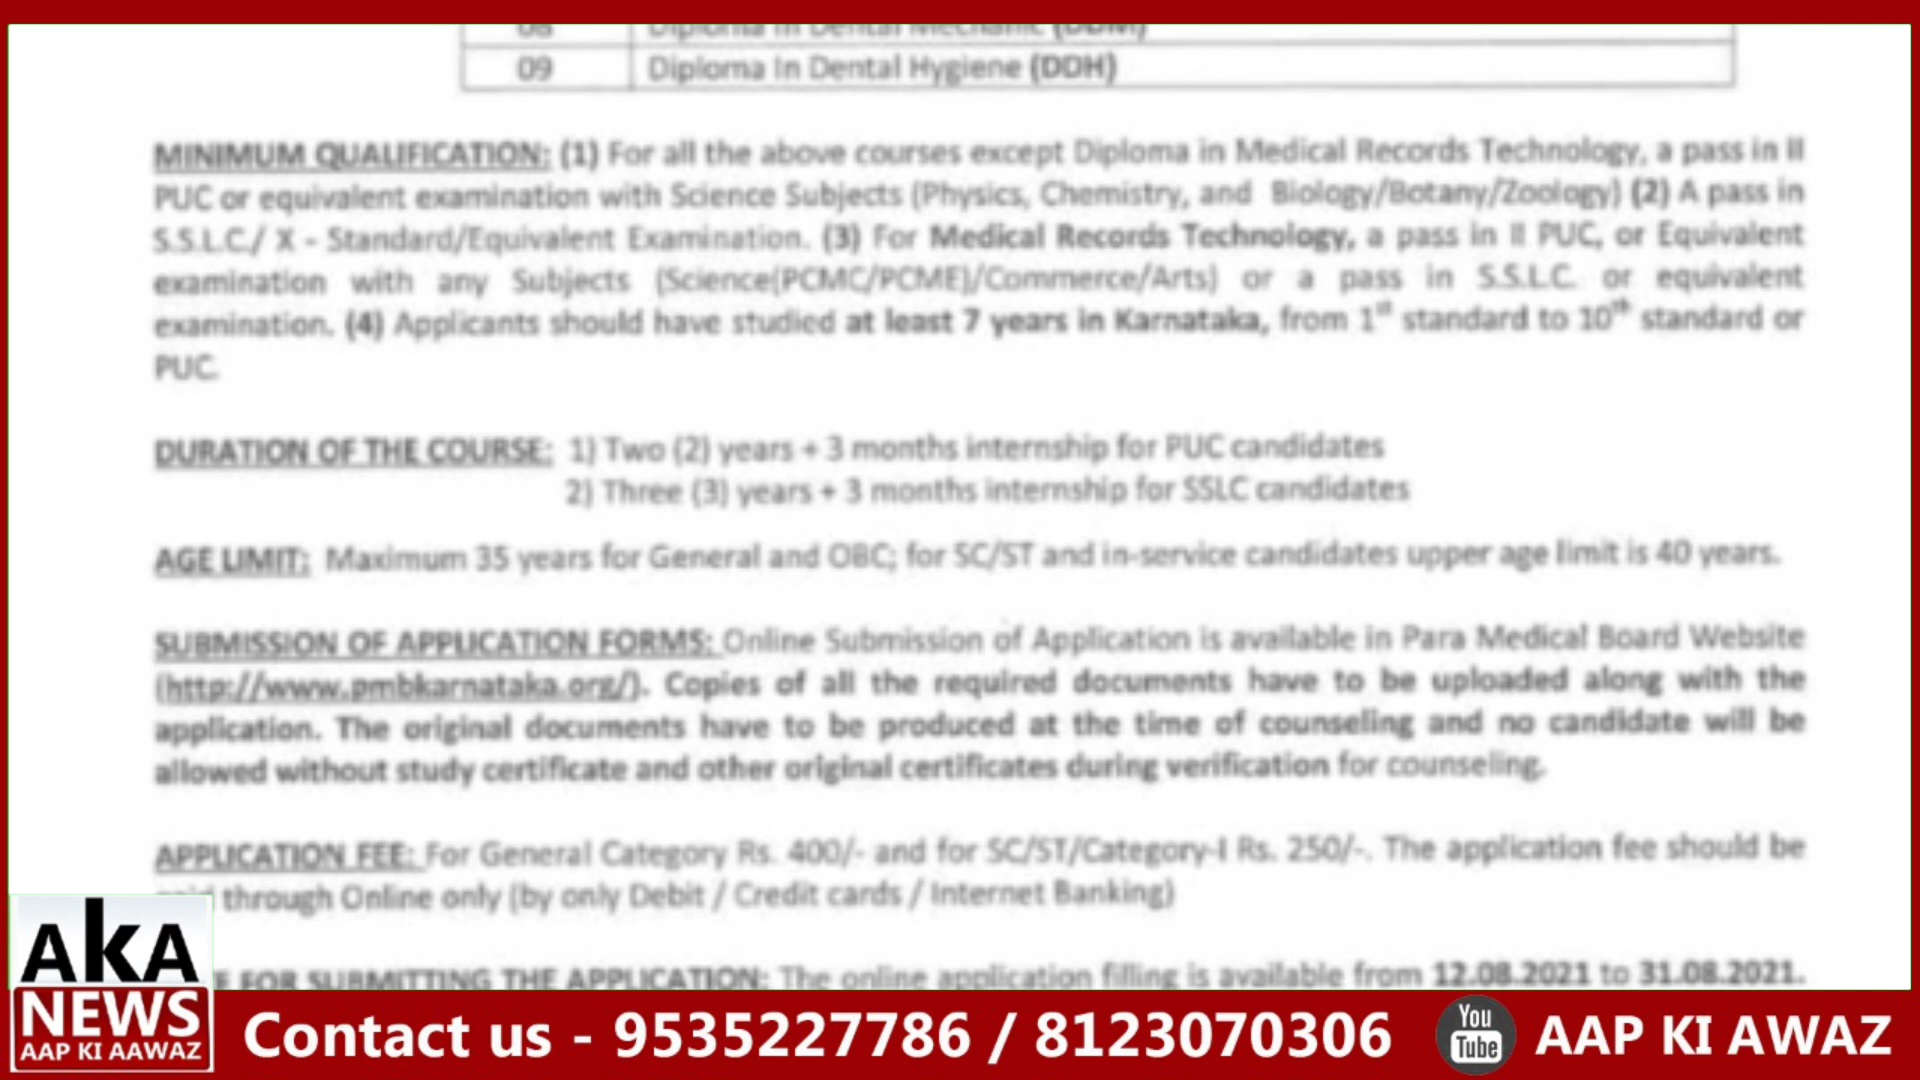 08 Diploma In Dental Mechanic (DDM)
09 Diploma In Dental Hygiene (DDH)
MINIMUM QUALIFICATION: (1) For all the above courses except Diploma in Medical Records Technology, a pass in II
PUC or equivalent examination with Science Subjects (Physics, Chemistry, and Biology/Botany/Zoology) (2) A pass in
S.S.L.C./ X - Standard/Equivalent Examination. (3) For Medical Records Technology, a pass in II PUC, or Equivalent
examination with any Subjects (Science(PCMC/PCME)/Commerce/Arts) or a pass in S.S.L.C. or equivalent
examination. (4) Applicants should have studied at least 7 years in Karnataka, from 1st standard to 10th standard or
PUC.
DURATION OF THE COURSE: 1) Two (2) years + 3 months internship for PUC candidates
2) Three (3) years + 3 months internship for SSLC candidates
AGE LIMIT: Maximum 35 years for General and OBC; for SC/ST and in-service candidates upper age limit is 40 years.
SUBMISSION OF APPLICATION FORMS: Online Submission of Application is available in Para Medical Board Website
(http://www.pmbkarnataka.org/). Copies of all the required documents have to be uploaded along with the
application. The original documents have to be produced at the time of counseling and no candidate will be
allowed without study certificate and other original certificates during verification for counseling.
APPLICATION FEE: For General Category Rs. 400/- and for SC/ST/Category-I Rs. 250/-. The application fee should be
through Online only (by only Debit / Credit cards / Internet Banking)
FOR SUBMITTING THE APPLICATION: The online application filling is available from 12.08.2021 to 31.08.2021.
AKA
NEWS
AAP KI AAWAZ
Contact us - 9535227786 / 8123070306
You
Tube
AAP KI AWAZ